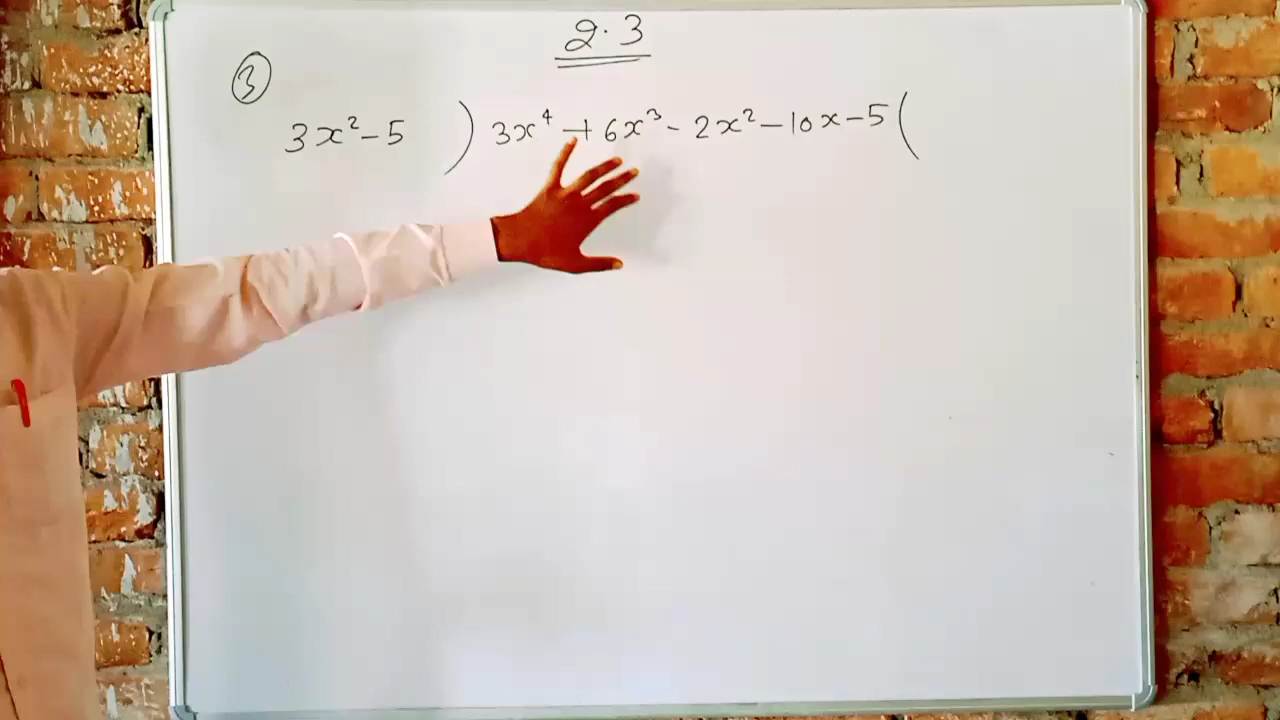 2.3
③
3x² - 5 ) 3x⁴ + 6x³ - 2x² - 10x - 5 (